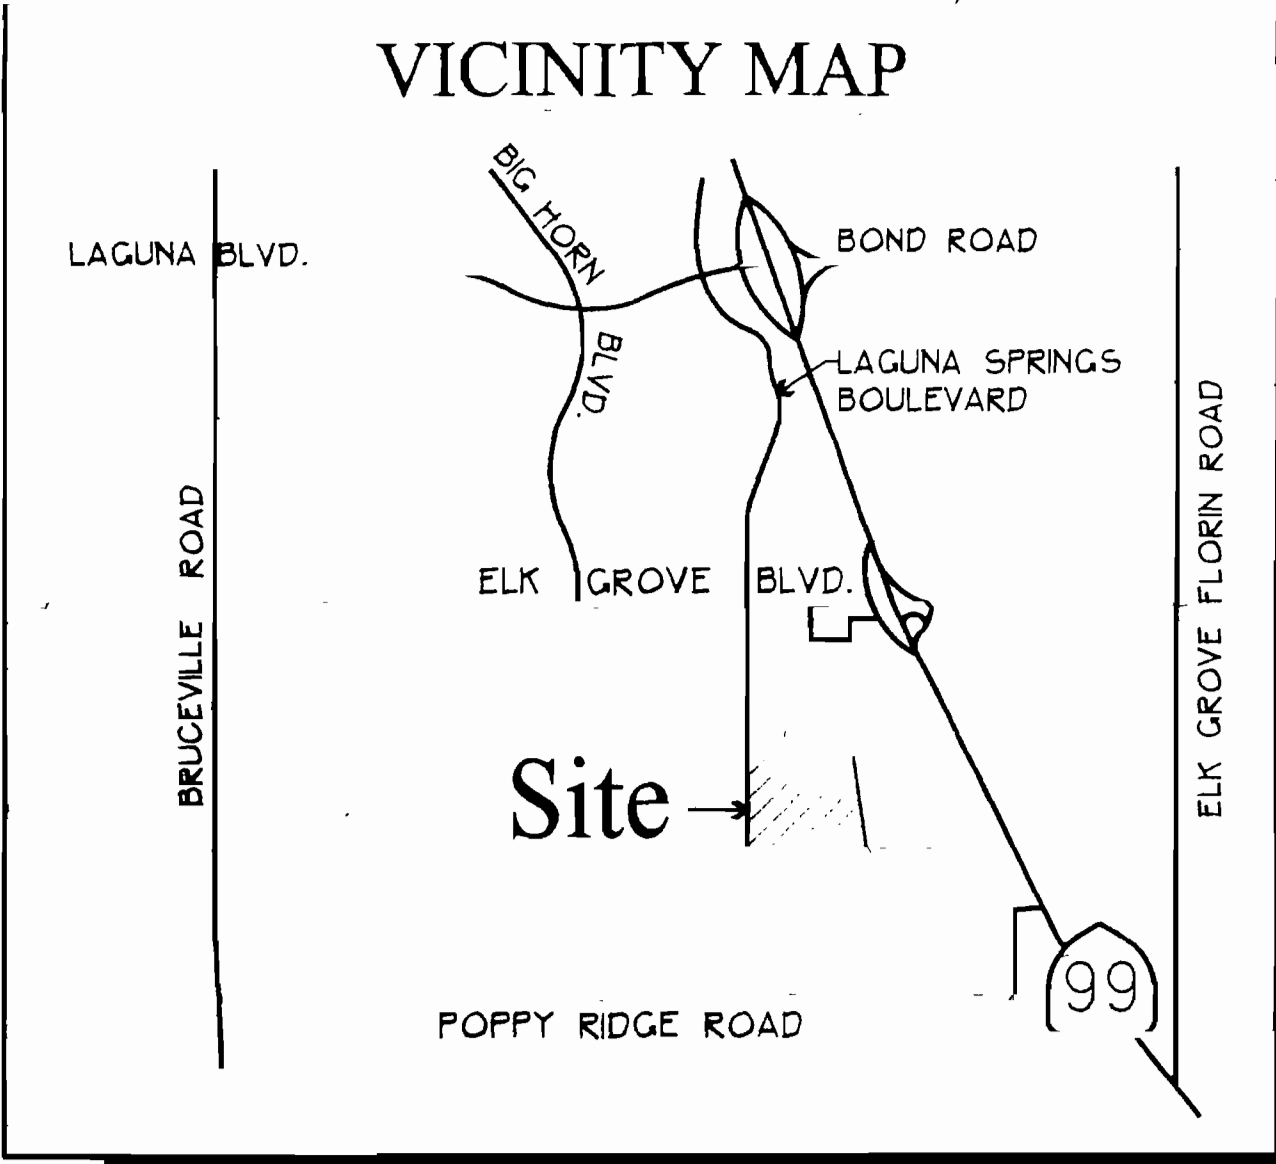 VICINITY MAP
BIG HORN
BLVD.
LAGUNA BLVD.
BOND ROAD
LAGUNA SPRINGS
BOULEVARD
BRUCEVILLE ROAD
ELK GROVE BLVD.
ELK GROVE FLORIN ROAD
Site
99
POPPY RIDGE ROAD